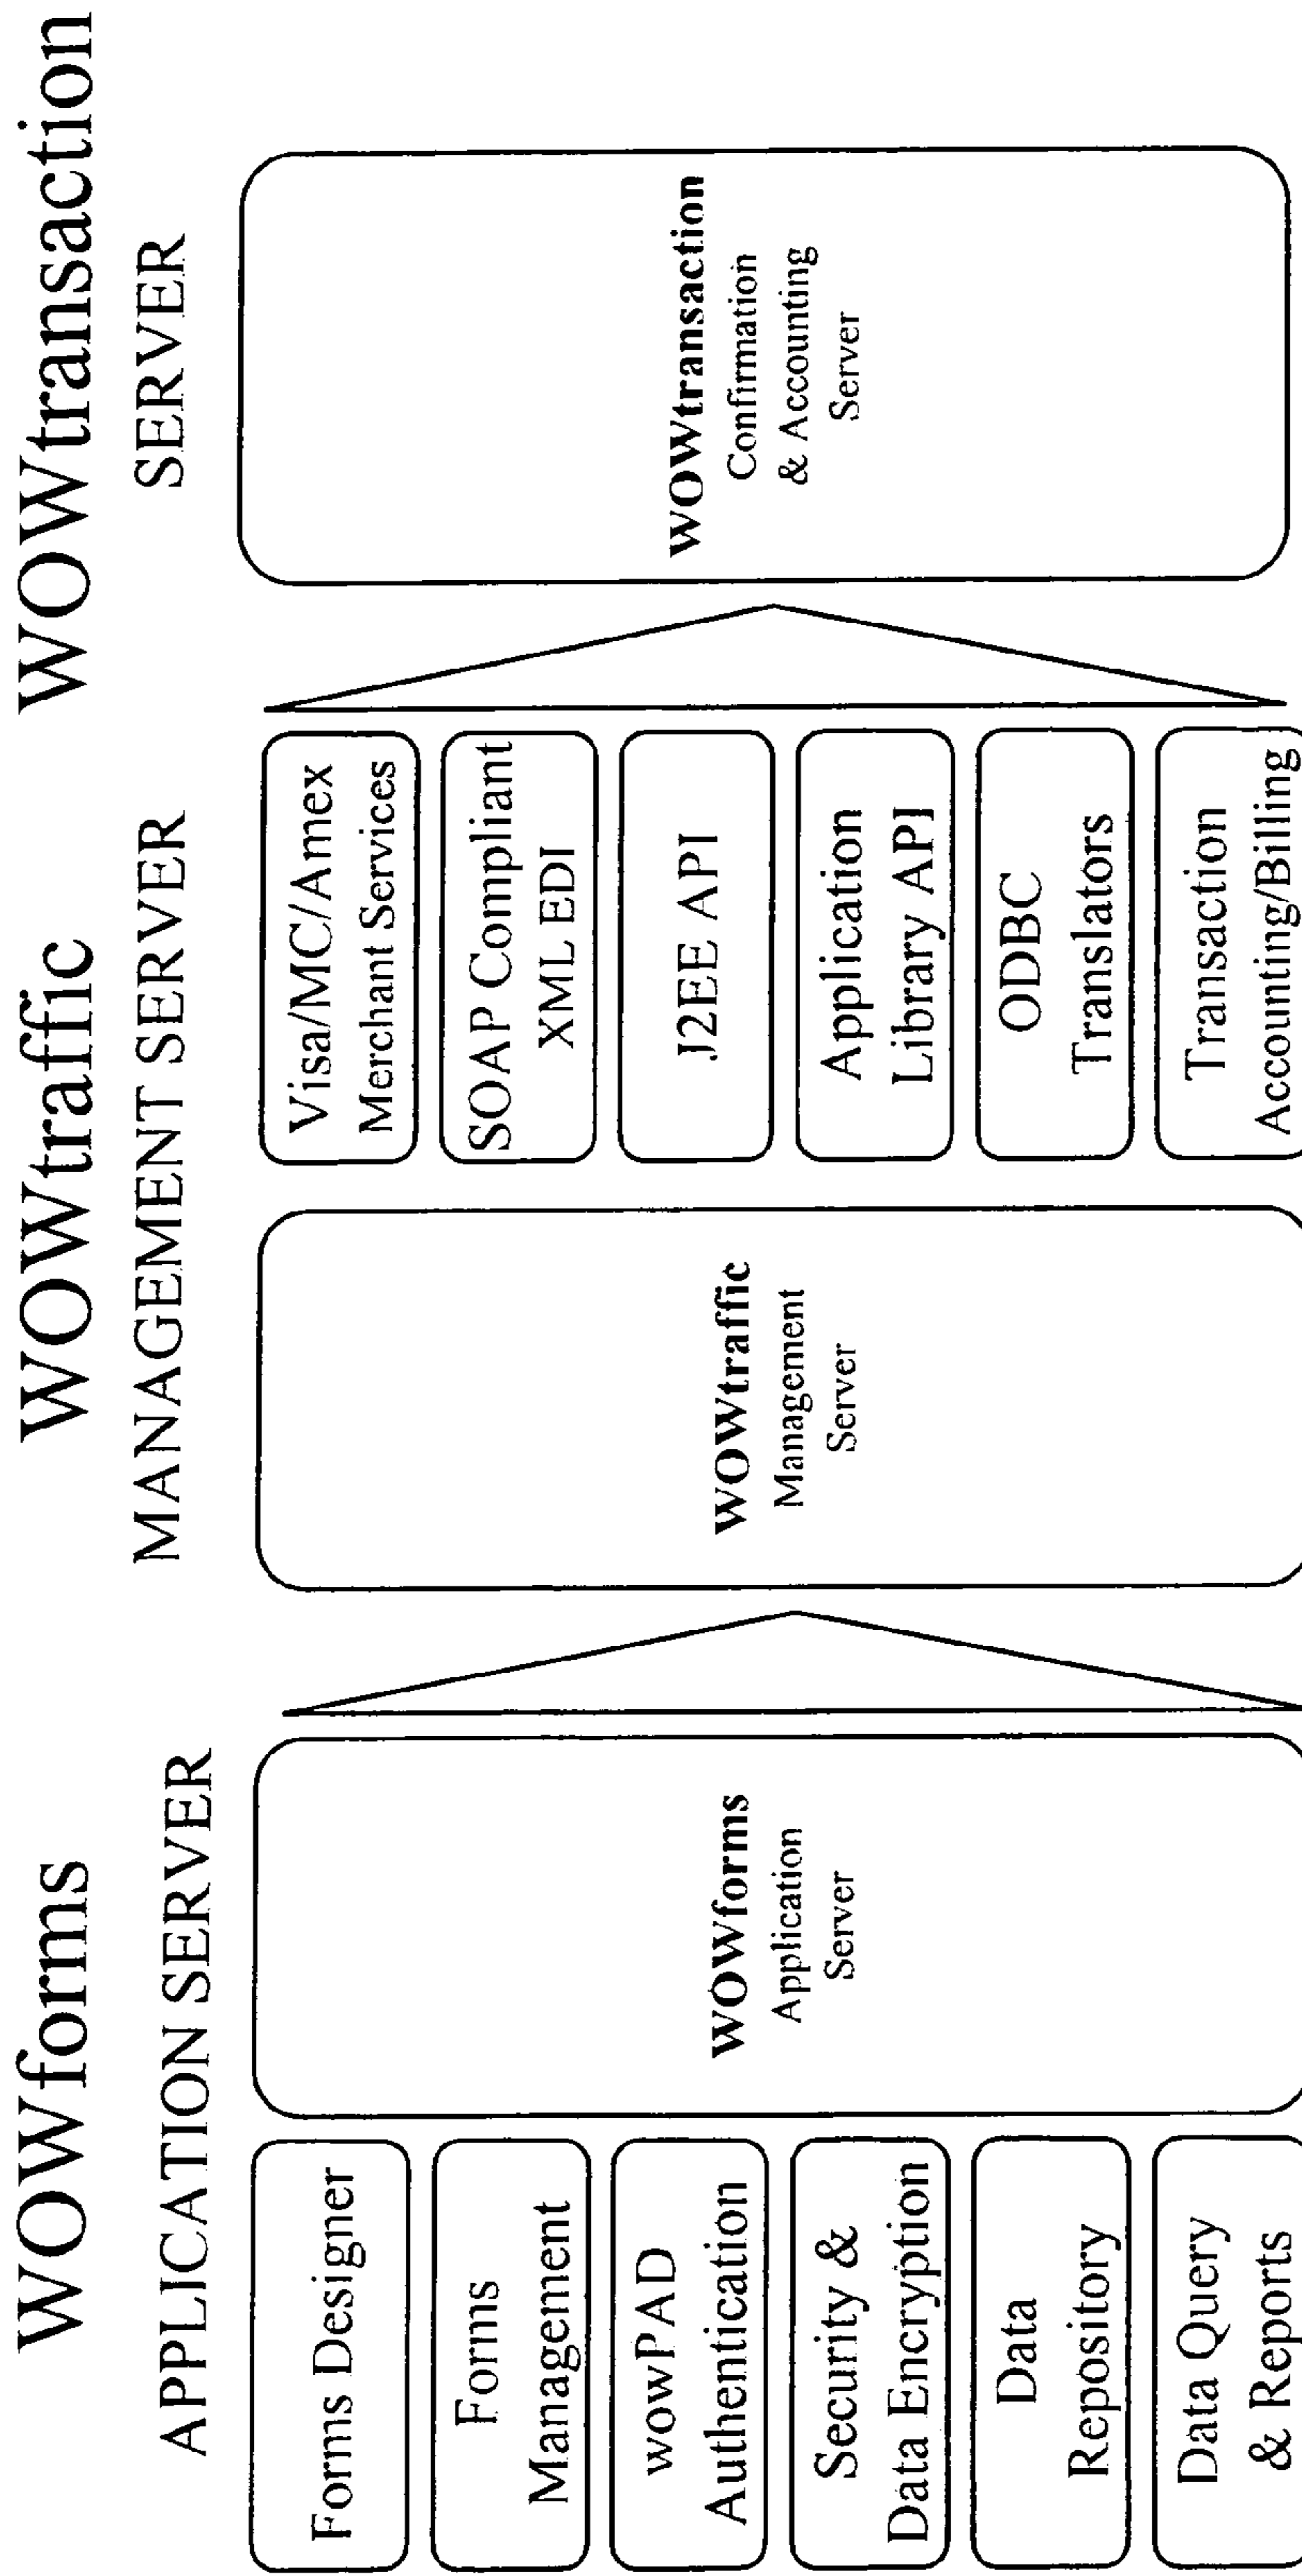 WOWforms
APPLICATION SERVER
Forms Designer
Forms
Management
wowPAD
Authentication
Security &
Data Encryption
Data
Repository
Data Query
& Reports
WOWforms
Application
Server
WOWtraffic
MANAGEMENT SERVER
WOWtraffic
Management
Server
Visa/MC/Amex
Merchant Services
SOAP Compliant
XML EDI
J2EE API
Application
Library API
ODBC
Translators
Transaction
Accounting/Billing
WOWtransaction
SERVER
WOWtransaction
Confirmation
& Accounting
Server